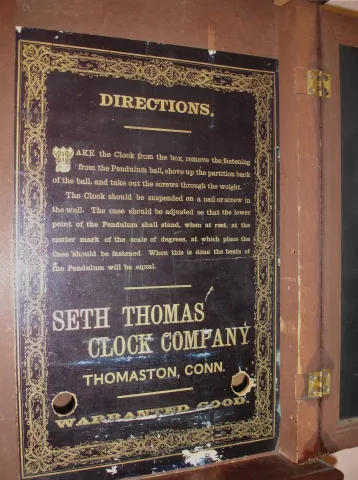 DIRECTIONS.
TAKE the Clock from the box, remove the fastening
from the Pendulum ball, shove up the partition back
of the ball, and take out the screws through the weight.
The Clock should be suspended on a nail or screw in
the wall. The case should be adjusted so that the lower
point of the Pendulum shall stand, when at rest, at the
center mark of the scale of degrees, at which place the
Case should be fastened. When this is done the beats of
the Pendulum will be equal.
SETH THOMAS
CLOCK COMPANY
THOMASTON, CONN.
WARRANTED GOOD.